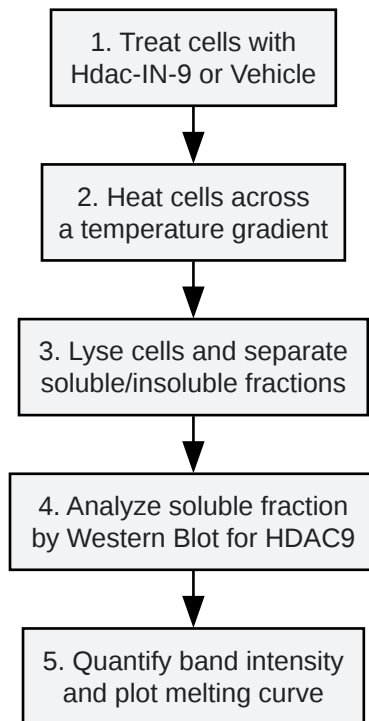 1. Treat cells with
Hdac-IN-9 or Vehicle
2. Heat cells across
a temperature gradient
3. Lyse cells and separate
soluble/insoluble fractions
4. Analyze soluble fraction
by Western Blot for HDAC9
5. Quantify band intensity
and plot melting curve